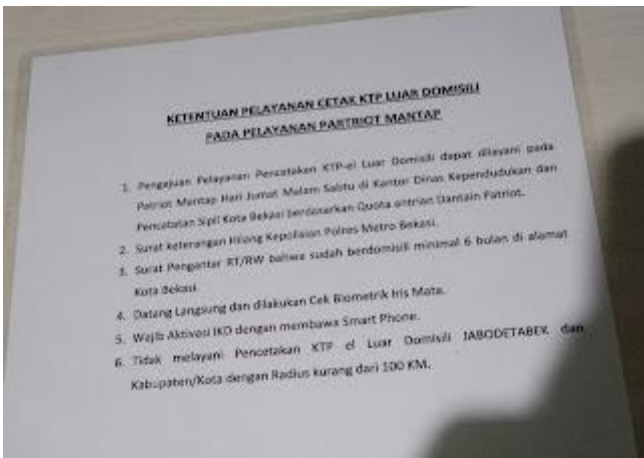 KETENTUAN PELAYANAN CETAK KTP LUAR DOMISILI
PADA PELAYANAN PARTRIOT MANTAP
1. Pengajuan Pelayanan Pencetakan KTP-el Luar Domisili dapat dilayani pada
Patriot Mantap Hari Jumat Malam Sabtu di Kantor Dinas Kependudukan dan
Pencatatan Sipil Kota Bekasi berdasarkan Quota antrian Dantain Patriot.
2. Surat keterangan Hilang Kepolisian Polres Metro Bekasi.
3. Surat Pengantar RT/RW bahwa sudah berdomisili minimal 6 bulan di alamat
Kota Bekasi.
4. Datang Langsung dan dilakukan Cek Biometrik Iris Mata.
5. Wajib Aktivasi IKD dengan membawa Smart Phone.
6. Tidak melayani Pencetakan KTP el Luar Domisili JABODETABEK dan
Kabupaten/Kota dengan Radius kurang dari 100 KM.